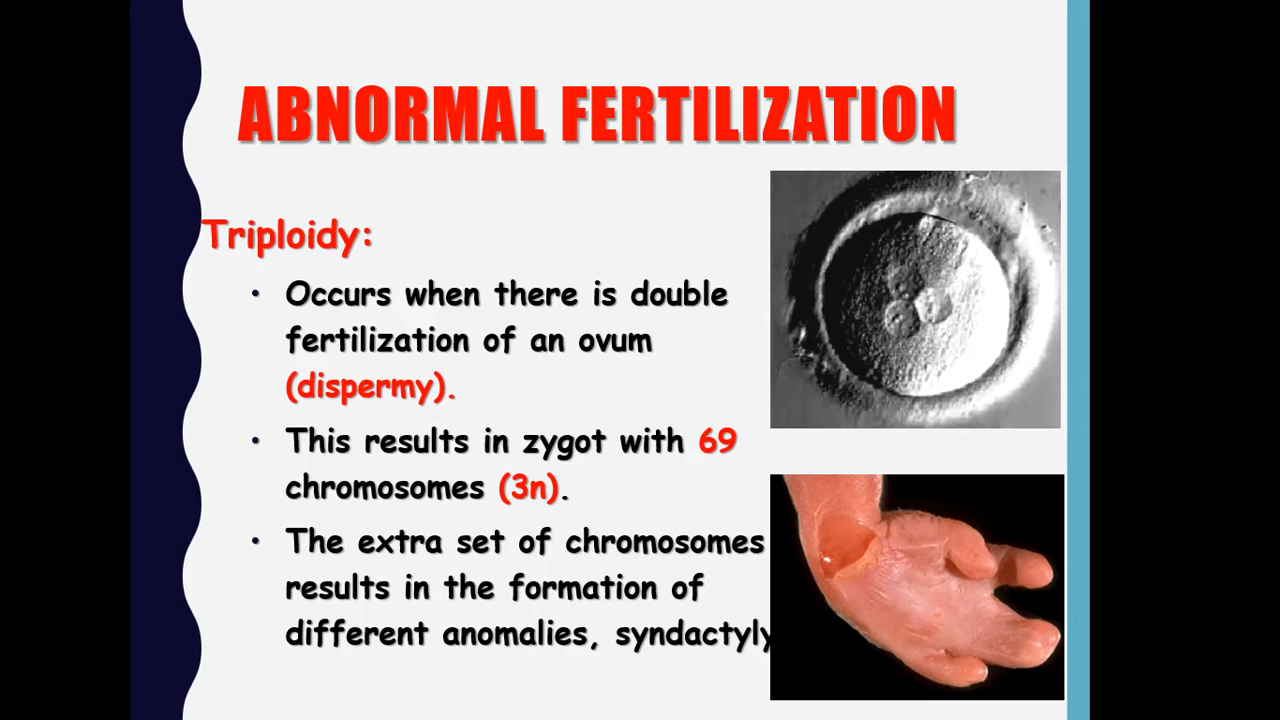 ABNORMAL FERTILIZATION
Triploidy:
• Occurs when there is double
fertilization of an ovum
(dispermy).
• This results in zygot with 69
chromosomes (3n).
• The extra set of chromosomes
results in the formation of
different anomalies, syndactyly